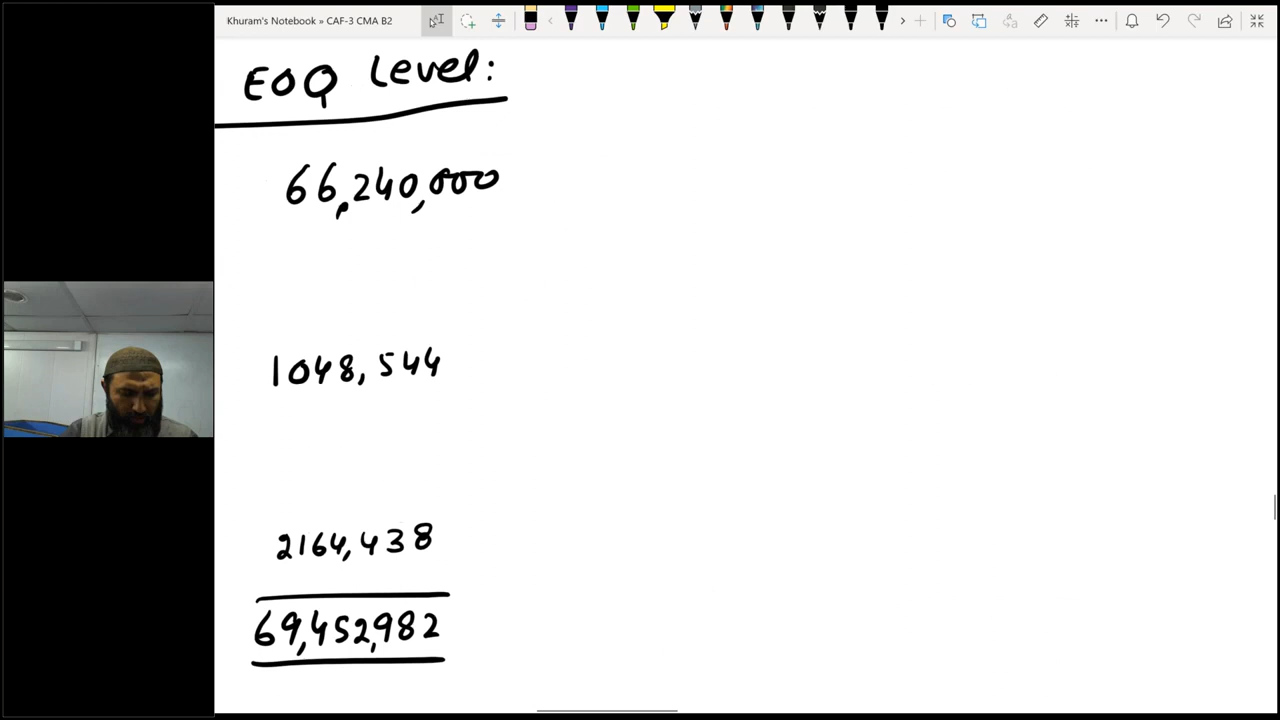 Khuram's Notebook » CAF-3 CMA B2
EOQ Level:
66,240,000
1048,544
2164,438
69,452,982